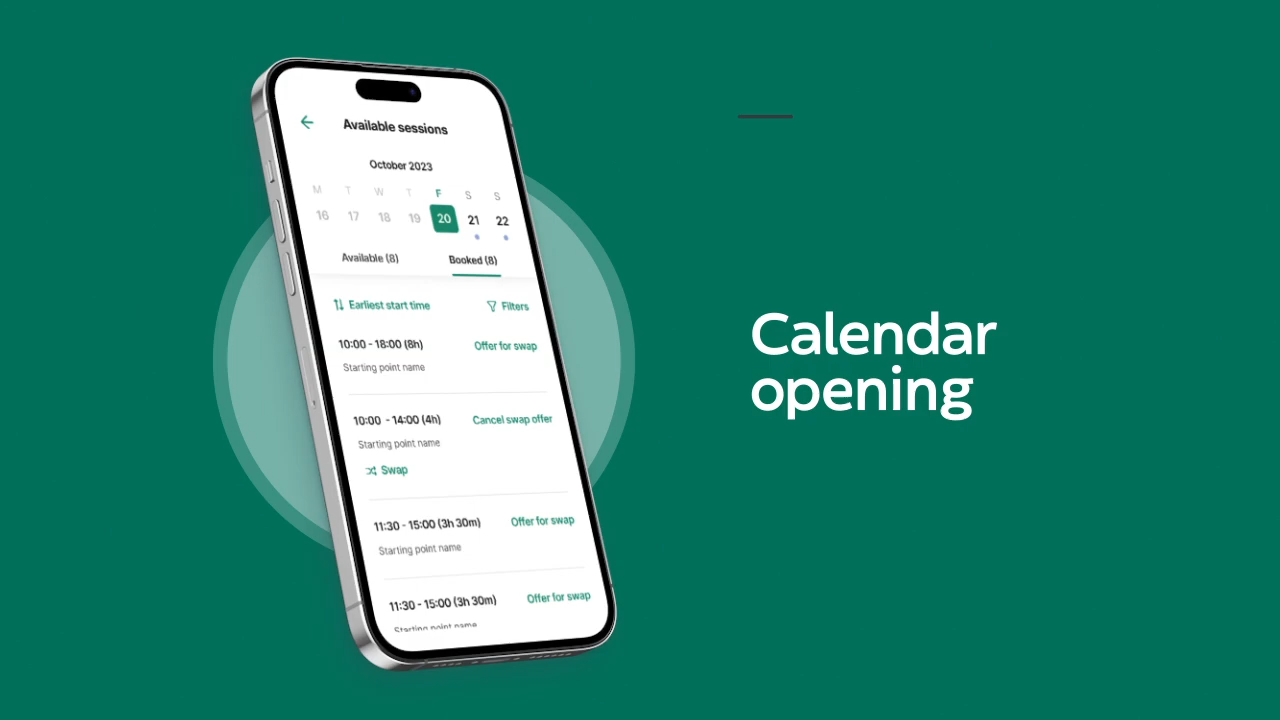 Available sessions
October 2023
M T W T F S S
16 17 18 19 20 21 22
Available (8) Booked (8)
Earliest start time Filters
10:00 - 18:00 (8h) Offer for swap
Starting point name
10:00 - 14:00 (4h) Cancel swap offer
Starting point name
Swap
11:30 - 15:00 (3h 30m) Offer for swap
Starting point name
11:30 - 15:00 (3h 30m) Offer for swap
Starting point name
Calendar
opening